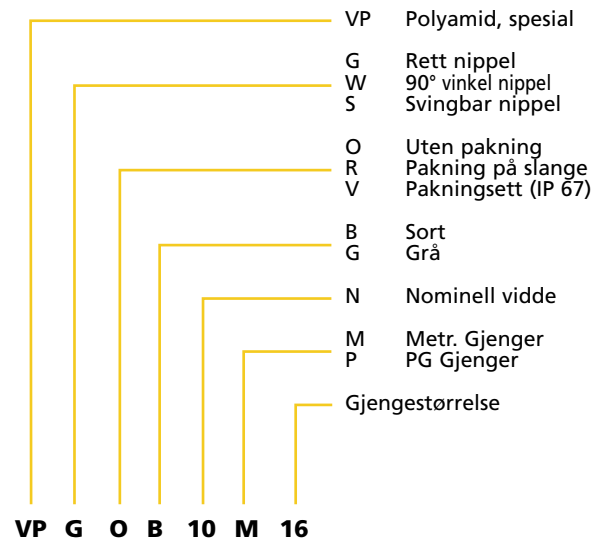 VP Polyamid, spesial
G Rett nippel
W 90° vinkel nippel
S Svingbar nippel
O Uten pakning
R Pakning på slange
V Pakningsett (IP 67)
B Sort
G Grå
N Nominell vidde
M Metr. Gjenger
P PG Gjenger
Gjengestørrelse
VP G O B 10 M 16